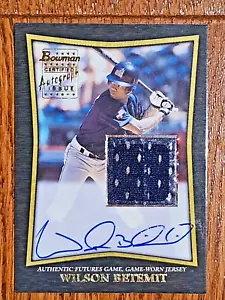 Bowman
CERTIFIED
Autograph
ISSUE
AUTHENTIC FUTURES GAME, GAME-WORN JERSEY
WILSON BETEMIT